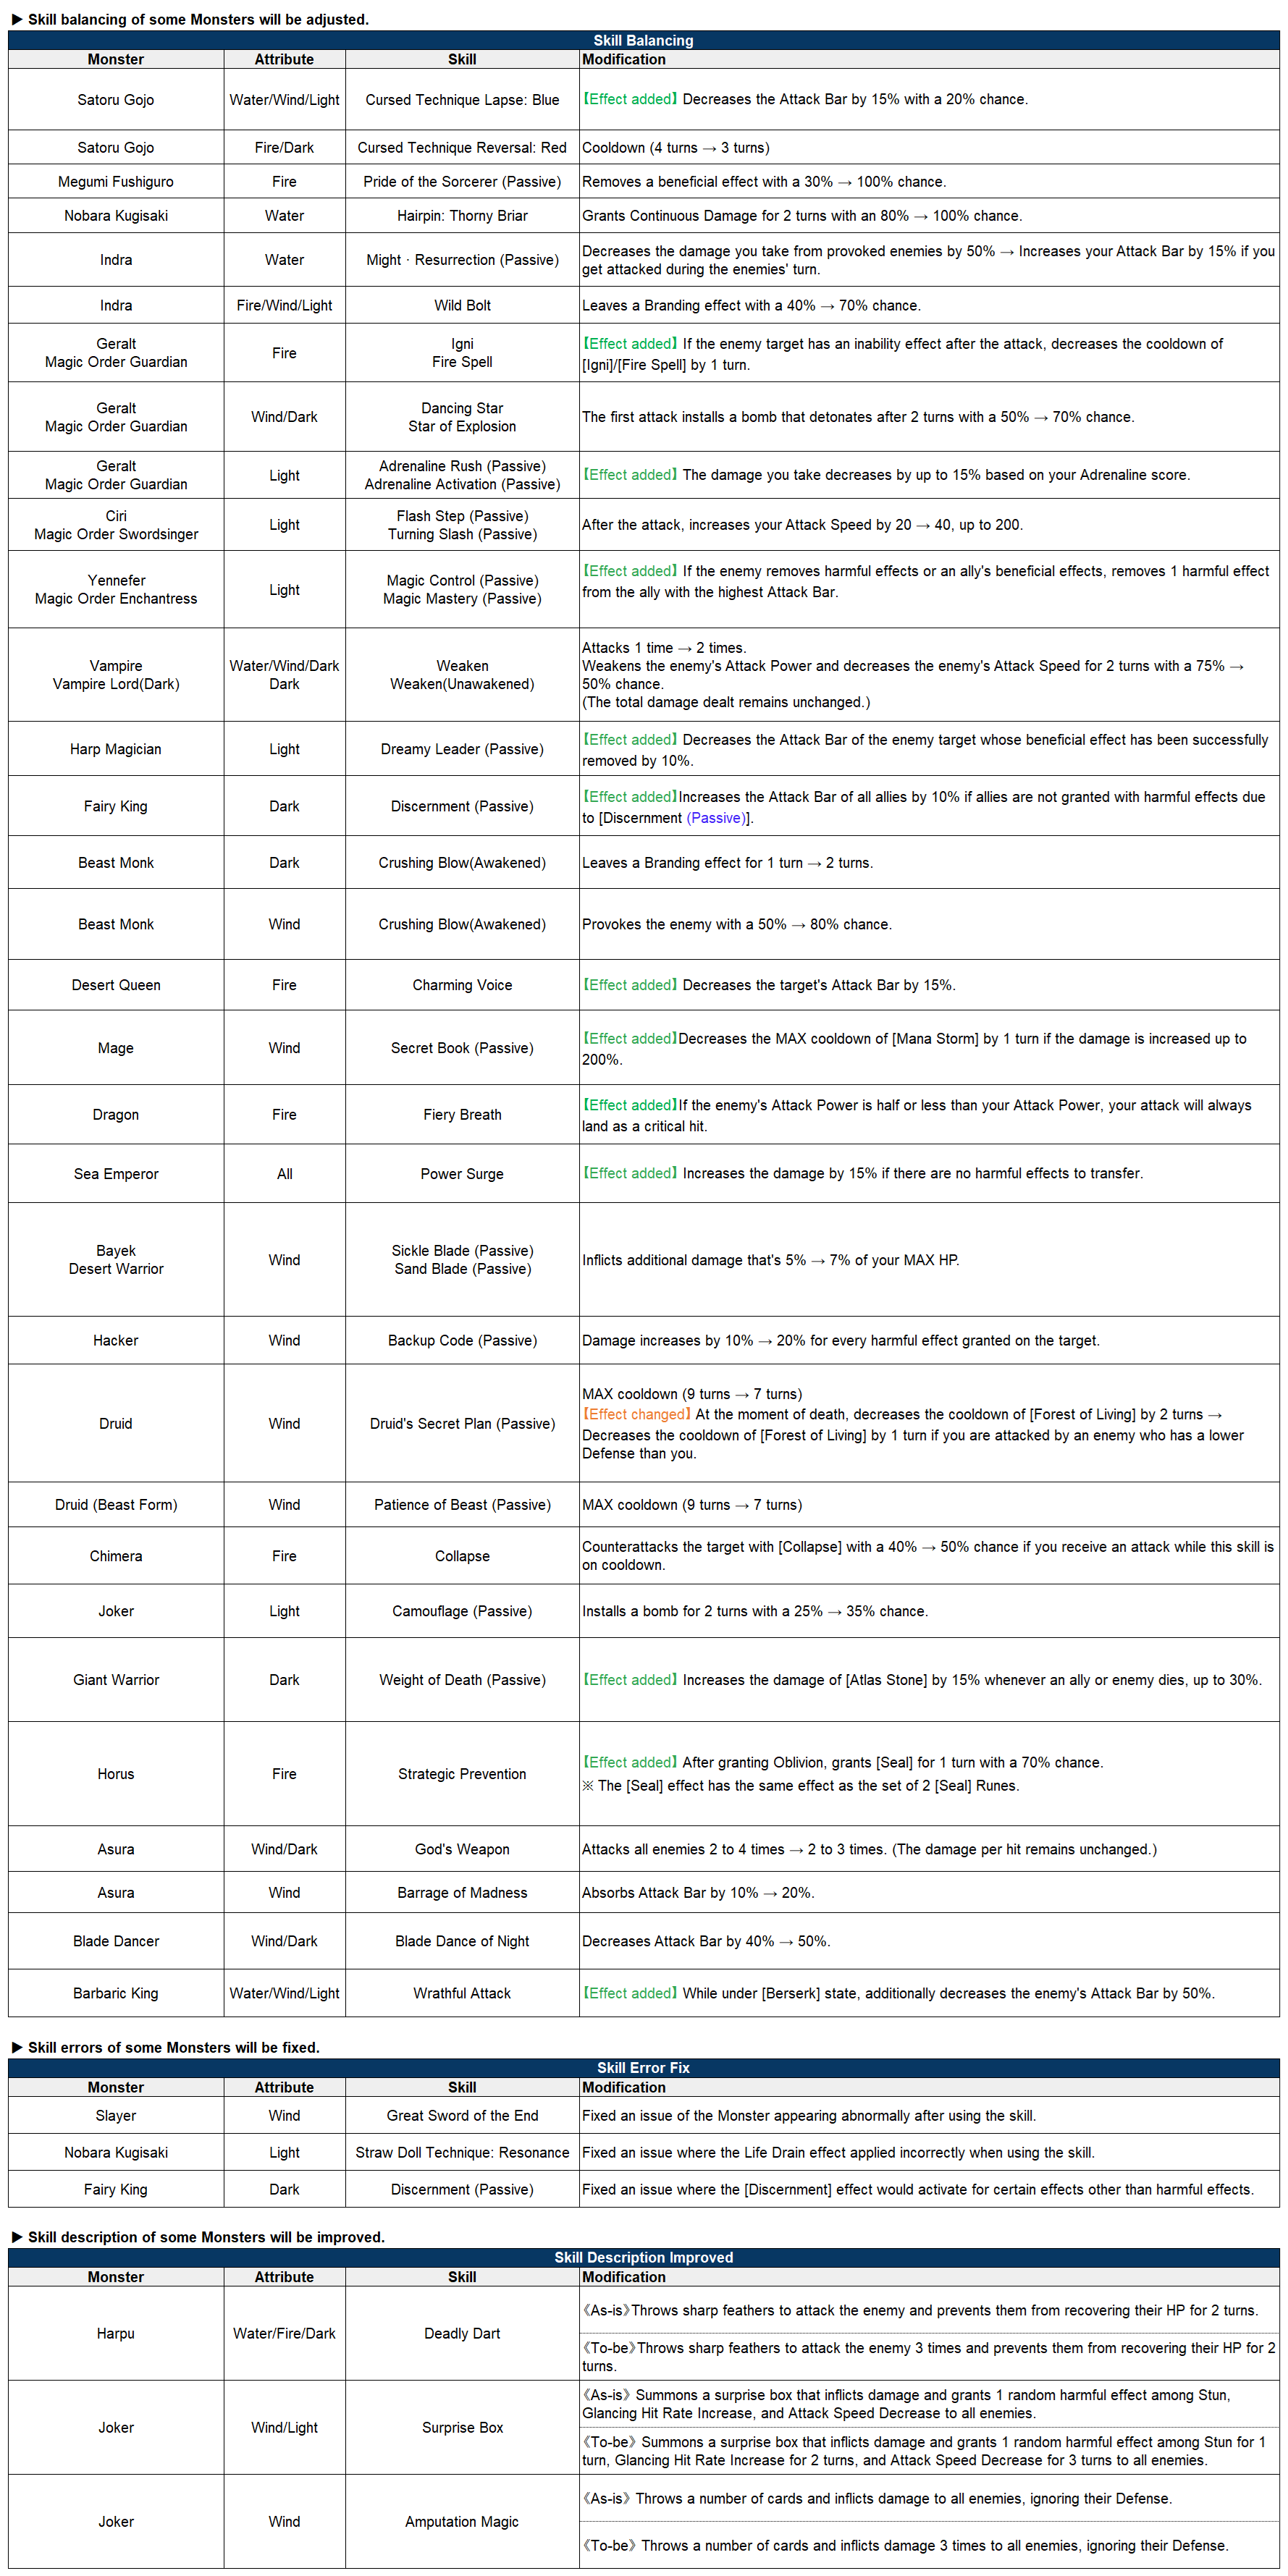 ▶ Skill balancing of some Monsters will be adjusted.
Skill Balancing
Monster Attribute Skill Modification
Satoru Gojo Water/Wind/Light Cursed Technique Lapse: Blue 【Effect added】 Decreases the Attack Bar by 15% with a 20% chance.
Satoru Gojo Fire/Dark Cursed Technique Reversal: Red Cooldown (4 turns → 3 turns)
Megumi Fushiguro Fire Pride of the Sorcerer (Passive) Removes a beneficial effect with a 30% → 100% chance.
Nobara Kugisaki Water Hairpin: Thorny Briar Grants Continuous Damage for 2 turns with an 80% → 100% chance.
Indra Water Might · Resurrection (Passive) Decreases the damage you take from provoked enemies by 50% → Increases your Attack Bar by 15% if you
get attacked during the enemies' turn.
Indra Fire/Wind/Light Wild Bolt Leaves a Branding effect with a 40% → 70% chance.
Geralt
Magic Order Guardian
Fire
Igni
Fire Spell
【Effect added】 If the enemy target has an inability effect after the attack, decreases the cooldown of
[Igni]/[Fire Spell] by 1 turn.
Geralt
Magic Order Guardian
Wind/Dark
Dancing Star
Star of Explosion
The first attack installs a bomb that detonates after 2 turns with a 50% → 70% chance.
Geralt
Magic Order Guardian
Light
Adrenaline Rush (Passive)
Adrenaline Activation (Passive)
【Effect added】 The damage you take decreases by up to 15% based on your Adrenaline score.
Ciri
Magic Order Swordsinger
Light
Flash Step (Passive)
Turning Slash (Passive)
After the attack, increases your Attack Speed by 20 → 40, up to 200.
Yennefer
Magic Order Enchantress
Light
Magic Control (Passive)
Magic Mastery (Passive)
【Effect added】 If the enemy removes harmful effects or an ally's beneficial effects, removes 1 harmful effect
from the ally with the highest Attack Bar.
Vampire
Vampire Lord(Dark)
Water/Wind/Dark
Dark
Weaken
Weaken(Unawakened)
Attacks 1 time → 2 times.
Weakens the enemy's Attack Power and decreases the enemy's Attack Speed for 2 turns with a 75% →
50% chance.
(The total damage dealt remains unchanged.)
Harp Magician Light Dreamy Leader (Passive) 【Effect added】 Decreases the Attack Bar of the enemy target whose beneficial effect has been successfully
removed by 10%.
Fairy King Dark Discernment (Passive) 【Effect added】Increases the Attack Bar of all allies by 10% if allies are not granted with harmful effects due
to [Discernment (Passive)].
Beast Monk Dark Crushing Blow(Awakened) Leaves a Branding effect for 1 turn → 2 turns.
Beast Monk Wind Crushing Blow(Awakened) Provokes the enemy with a 50% → 80% chance.
Desert Queen Fire Charming Voice 【Effect added】 Decreases the target's Attack Bar by 15%.
Mage Wind Secret Book (Passive) 【Effect added】Decreases the MAX cooldown of [Mana Storm] by 1 turn if the damage is increased up to
200%.
Dragon Fire Fiery Breath 【Effect added】If the enemy's Attack Power is half or less than your Attack Power, your attack will always
land as a critical hit.
Sea Emperor All Power Surge 【Effect added】 Increases the damage by 15% if there are no harmful effects to transfer.
Bayek
Desert Warrior
Wind
Sickle Blade (Passive)
Sand Blade (Passive)
Inflicts additional damage that's 5% → 7% of your MAX HP.
Hacker Wind Backup Code (Passive) Damage increases by 10% → 20% for every harmful effect granted on the target.
Druid Wind Druid's Secret Plan (Passive)
MAX cooldown (9 turns → 7 turns)
【Effect changed】 At the moment of death, decreases the cooldown of [Forest of Living] by 2 turns →
Decreases the cooldown of [Forest of Living] by 1 turn if you are attacked by an enemy who has a lower
Defense than you.
Druid (Beast Form) Wind Patience of Beast (Passive) MAX cooldown (9 turns → 7 turns)
Chimera Fire Collapse Counterattacks the target with [Collapse] with a 40% → 50% chance if you receive an attack while this skill is
on cooldown.
Joker Light Camouflage (Passive) Installs a bomb for 2 turns with a 25% → 35% chance.
Giant Warrior Dark Weight of Death (Passive) 【Effect added】 Increases the damage of [Atlas Stone] by 15% whenever an ally or enemy dies, up to 30%.
Horus Fire Strategic Prevention 【Effect added】 After granting Oblivion, grants [Seal] for 1 turn with a 70% chance.
※ The [Seal] effect has the same effect as the set of 2 [Seal] Runes.
Asura Wind/Dark God's Weapon Attacks all enemies 2 to 4 times → 2 to 3 times. (The damage per hit remains unchanged.)
Asura Wind Barrage of Madness Absorbs Attack Bar by 10% → 20%.
Blade Dancer Wind/Dark Blade Dance of Night Decreases Attack Bar by 40% → 50%.
Barbaric King Water/Wind/Light Wrathful Attack 【Effect added】 While under [Berserk] state, additionally decreases the enemy's Attack Bar by 50%.
▶ Skill errors of some Monsters will be fixed.
Skill Error Fix
Monster Attribute Skill Modification
Slayer Wind Great Sword of the End Fixed an issue of the Monster appearing abnormally after using the skill.
Nobara Kugisaki Light Straw Doll Technique: Resonance Fixed an issue where the Life Drain effect applied incorrectly when using the skill.
Fairy King Dark Discernment (Passive) Fixed an issue where the [Discernment] effect would activate for certain effects other than harmful effects.
▶ Skill description of some Monsters will be improved.
Skill Description Improved
Monster Attribute Skill Modification
Harpu Water/Fire/Dark Deadly Dart
《As-is》Throws sharp feathers to attack the enemy and prevents them from recovering their HP for 2 turns.
《To-be》Throws sharp feathers to attack the enemy 3 times and prevents them from recovering their HP for 2
turns.
Joker Wind/Light Surprise Box
《As-is》 Summons a surprise box that inflicts damage and grants 1 random harmful effect among Stun,
Glancing Hit Rate Increase, and Attack Speed Decrease to all enemies.
《To-be》 Summons a surprise box that inflicts damage and grants 1 random harmful effect among Stun for 1
turn, Glancing Hit Rate Increase for 2 turns, and Attack Speed Decrease for 3 turns to all enemies.
Joker Wind Amputation Magic
《As-is》 Throws a number of cards and inflicts damage to all enemies, ignoring their Defense.
《To-be》 Throws a number of cards and inflicts damage 3 times to all enemies, ignoring their Defense.